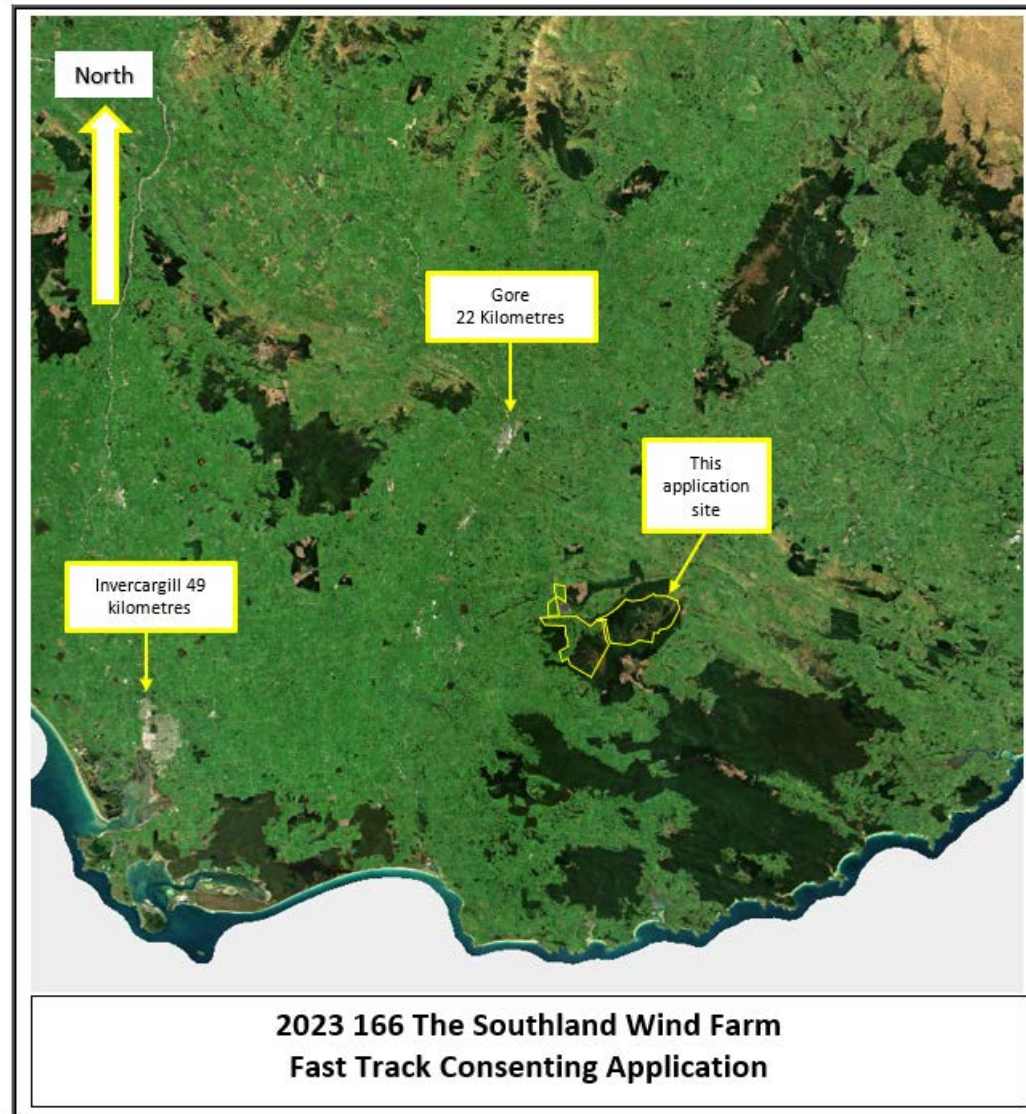 North
Gore
22 Kilometres
This
application
site
Invercargill 49
kilometres
2023 166 The Southland Wind Farm
Fast Track Consenting Application